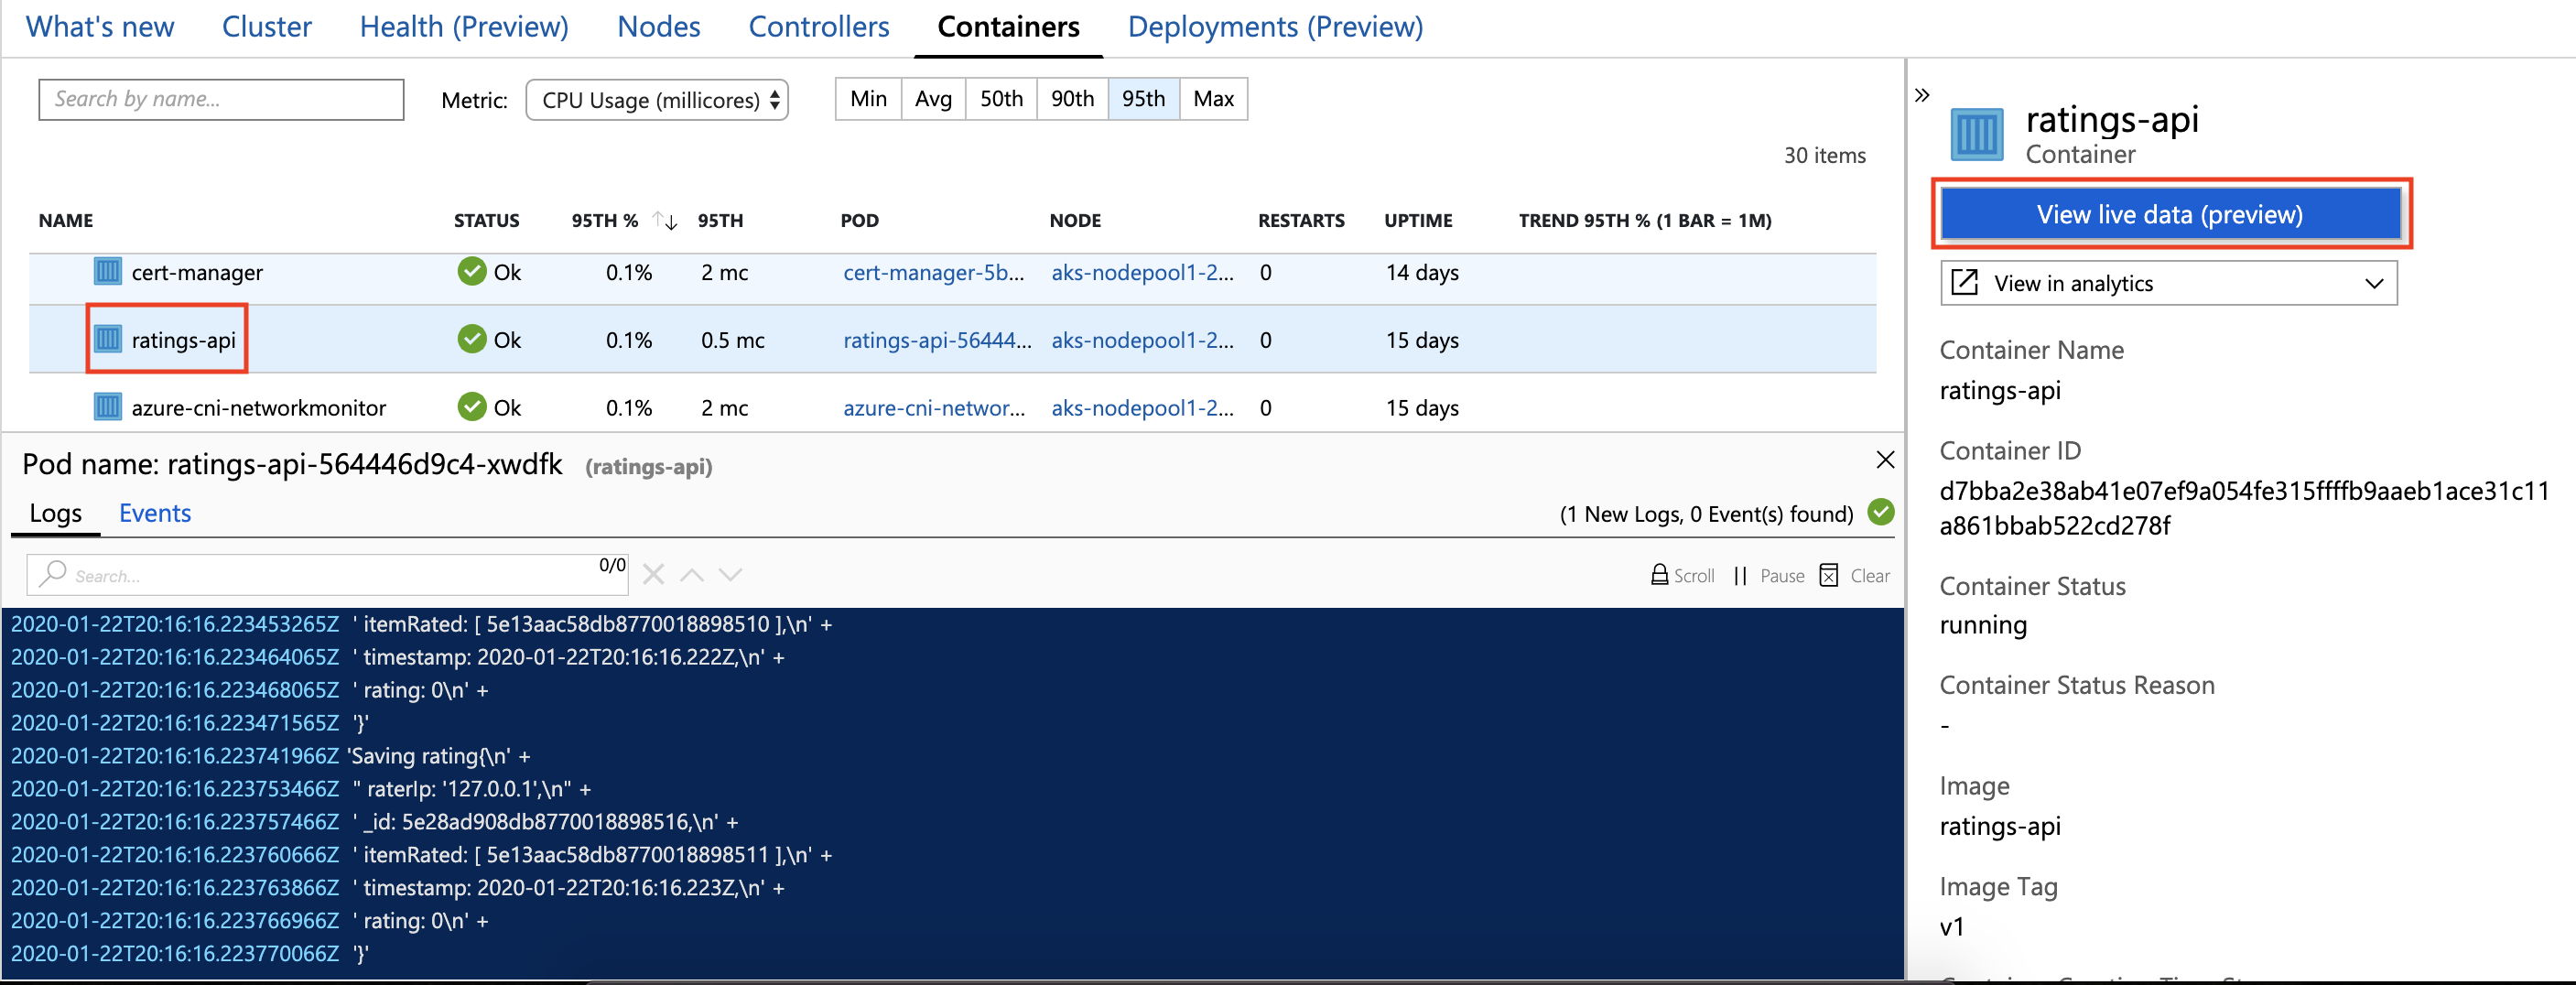 What's new Cluster Health (Preview) Nodes Controllers Containers Deployments (Preview)
Search by name...
Metric: CPU Usage (millicores)
Min Avg 50th 90th 95th Max
30 items
NAME STATUS 95TH % 95TH POD NODE RESTARTS UPTIME TREND 95TH % (1 BAR = 1M)
cert-manager Ok 0.1% 2 mc cert-manager-5b... aks-nodepool1-2... 0 14 days
ratings-api Ok 0.1% 0.5 mc ratings-api-56444... aks-nodepool1-2... 0 15 days
azure-cni-networkmonitor Ok 0.1% 2 mc azure-cni-networ... aks-nodepool1-2... 0 15 days
Pod name: ratings-api-564446d9c4-xwdfk (ratings-api)
Logs Events
(1 New Logs, 0 Event(s) found)
Search... 0/0
Scroll Pause Clear
2020-01-22T20:16:16.223453265Z ' itemRated: [ 5e13aac58db8770018898510 ],\n' +
2020-01-22T20:16:16.223464065Z ' timestamp: 2020-01-22T20:16:16.222Z,\n' +
2020-01-22T20:16:16.223468065Z ' rating: 0\n' +
2020-01-22T20:16:16.223471565Z '}'
2020-01-22T20:16:16.223741966Z 'Saving rating{\n' +
2020-01-22T20:16:16.223753466Z " raterIp: '127.0.0.1',\n" +
2020-01-22T20:16:16.223757466Z ' _id: 5e28ad908db8770018898516,\n' +
2020-01-22T20:16:16.223760666Z ' itemRated: [ 5e13aac58db8770018898511 ],\n' +
2020-01-22T20:16:16.223763866Z ' timestamp: 2020-01-22T20:16:16.223Z,\n' +
2020-01-22T20:16:16.223766966Z ' rating: 0\n' +
2020-01-22T20:16:16.223770066Z '}'
ratings-api
Container
View live data (preview)
View in analytics
Container Name
ratings-api
Container ID
d7bba2e38ab41e07ef9a054fe315ffffb9aaeb1ace31c11
a861bbab522cd278f
Container Status
running
Container Status Reason
-
Image
ratings-api
Image Tag
v1